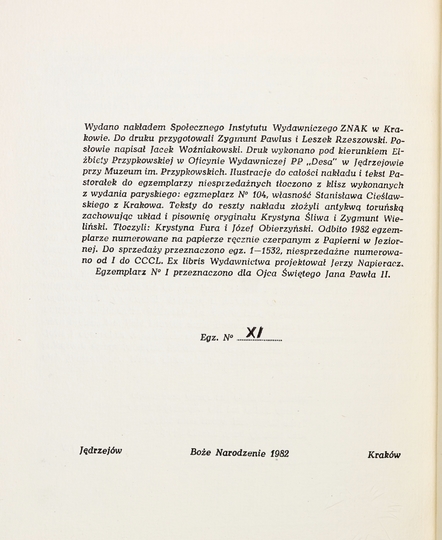 Wydano nakładem Społecznego Instytutu Wydawniczego ZNAK w Kra-
kowie. Do druku przygotowali Zygmunt Pawlus i Leszek Rzeszowski. Po-
słowie napisał Jacek Woźniakowski. Druk wykonano pod kierunkiem El-
żbiety Przypkowskiej w Oficynie Wydawniczej PP „Desa" w Jędrzejowie
przy Muzeum im. Przypkowskich. Ilustracje do całości nakładu i tekst Pa-
storałek do egzemplarzy niesprzedażnych tłoczono z klisz wykonanych
z wydania paryskiego: egzmeplarz Nº 104, własność Stanisława Cieślaw-
skiego z Krakowa. Teksty do reszty nakładu złożyli antykwą toruńską
zachowując układ i pisownię oryginału Krystyna Śliwa i Zygmunt Wie-
liński. Tłoczyli: Krystyna Fura i Józef Obierzyński. Odbito 1982 egzem-
plarze numerowane na papierze ręcznie czerpanym z Papierni w Jezior-
nej. Do sprzedaży przeznaczono egz. 1—1532, niesprzedażne numerowa-
no od I do CCCL. Ex libris Wydawnictwa projektował Jerzy Napieracz.
Egzemplarz Nº I przeznaczono dla Ojca Świętego Jana Pawła II.
Egz. Nº XI
Jędrzejów Boże Narodzenie 1982 Kraków